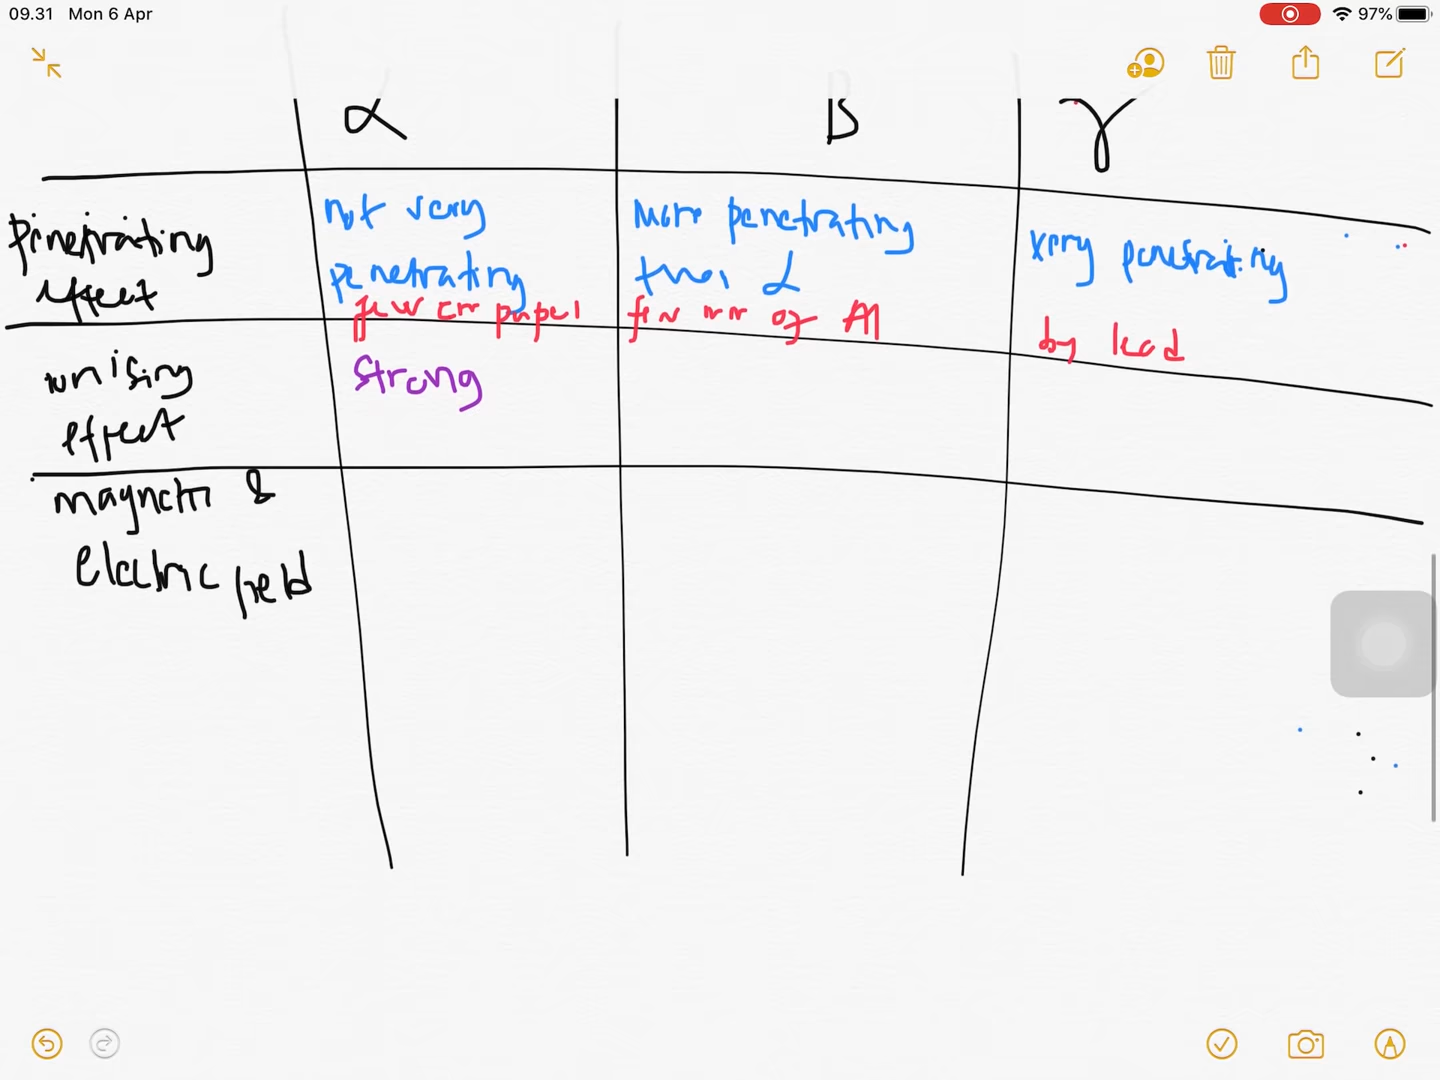 09.31 Mon 6 Apr
97%
α β γ
penetrating
effect
not very
penetrating
few cm paper
more penetrating
than α
few mm of Al
very penetrating
by lead
ionising
effect
strong
magnetic &
electric field